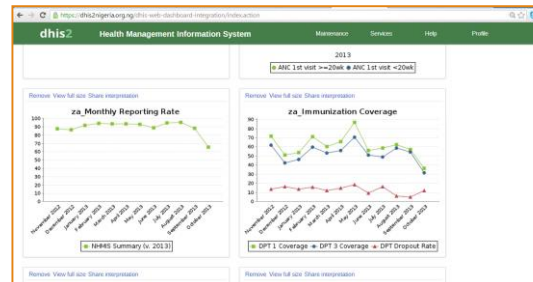 https://dhis2nigeria.org.ng/dhis-web-dashboard-integration/index.action
dhis2 Health Management Information System Maintenance Services Help Profile
2013
ANC 1st visit >=20wk ANC 1st visit <20wk
Remove View full size Share interpretation
za_Monthly Reporting Rate
100
90
80
70
60
50
40
30
20
10
0
November 2012 December 2012 January 2013 February 2013 March 2013 April 2013 May 2013 June 2013 July 2013 August 2013 September 2013 October 2013
NHMIS Summary (v. 2013)
Remove View full size Share interpretation
za_Immunization Coverage
90
80
70
60
50
40
30
20
10
0
November 2012 December 2012 January 2013 February 2013 March 2013 April 2013 May 2013 June 2013 July 2013 August 2013 September 2013 October 2013
DPT 1 Coverage DPT 3 Coverage DPT Dropout Rate
Remove View full size Share interpretation
Remove View full size Share interpretation